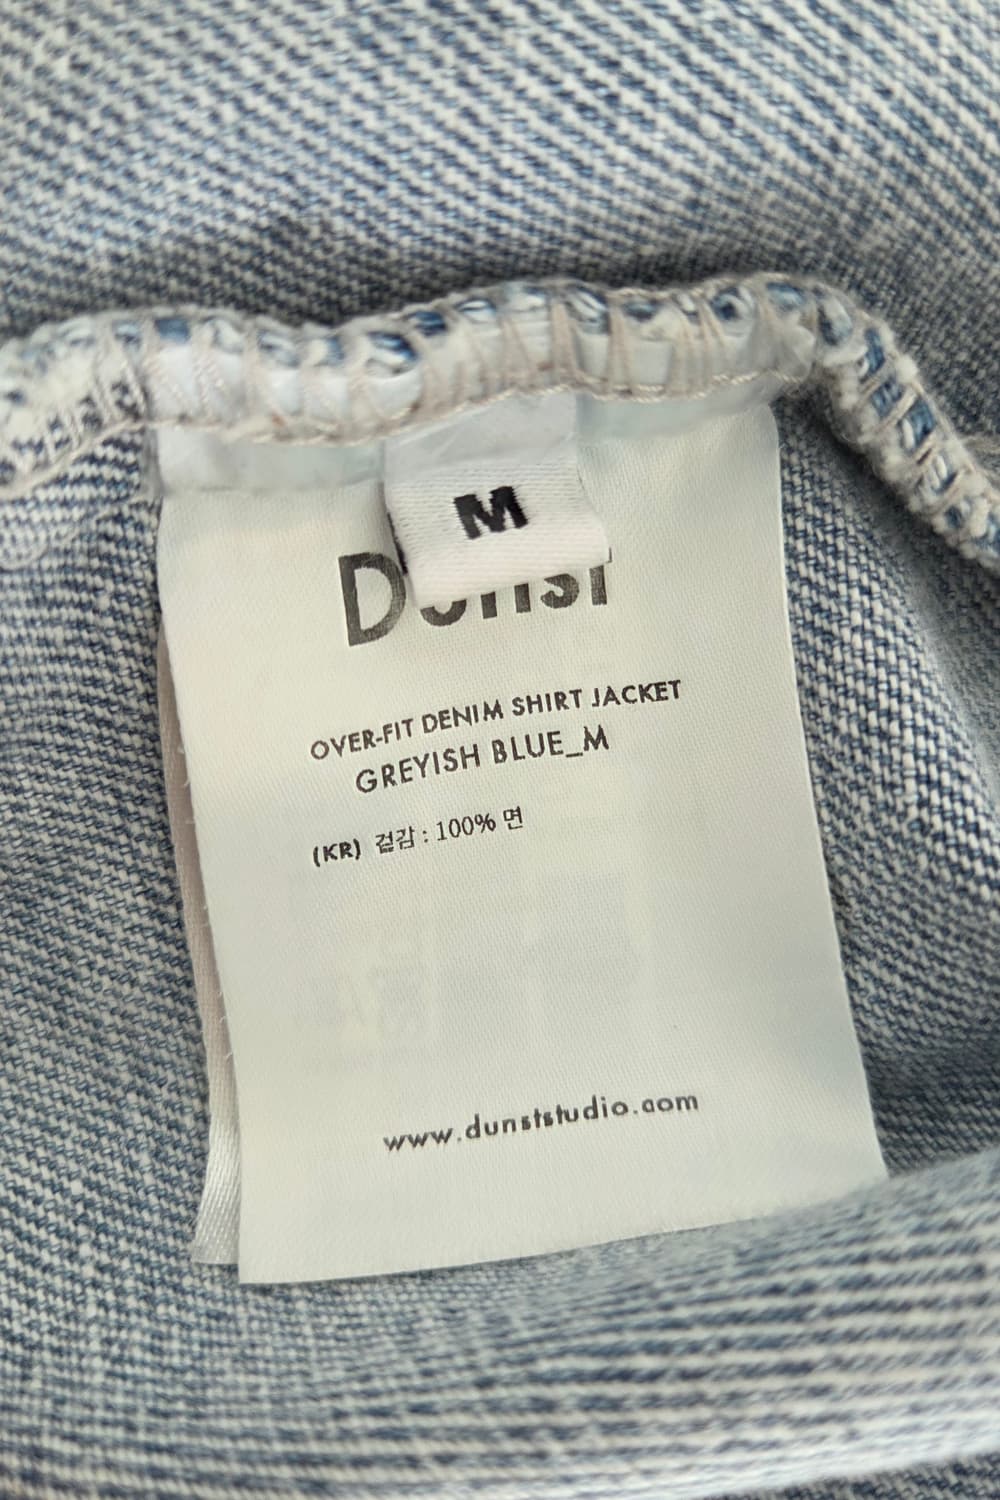 M
Dunst
OVER-FIT DENIM SHIRT JACKET
GREYISH BLUE_M
(KR) 겉감 : 100% 면
www.dunststudio.com